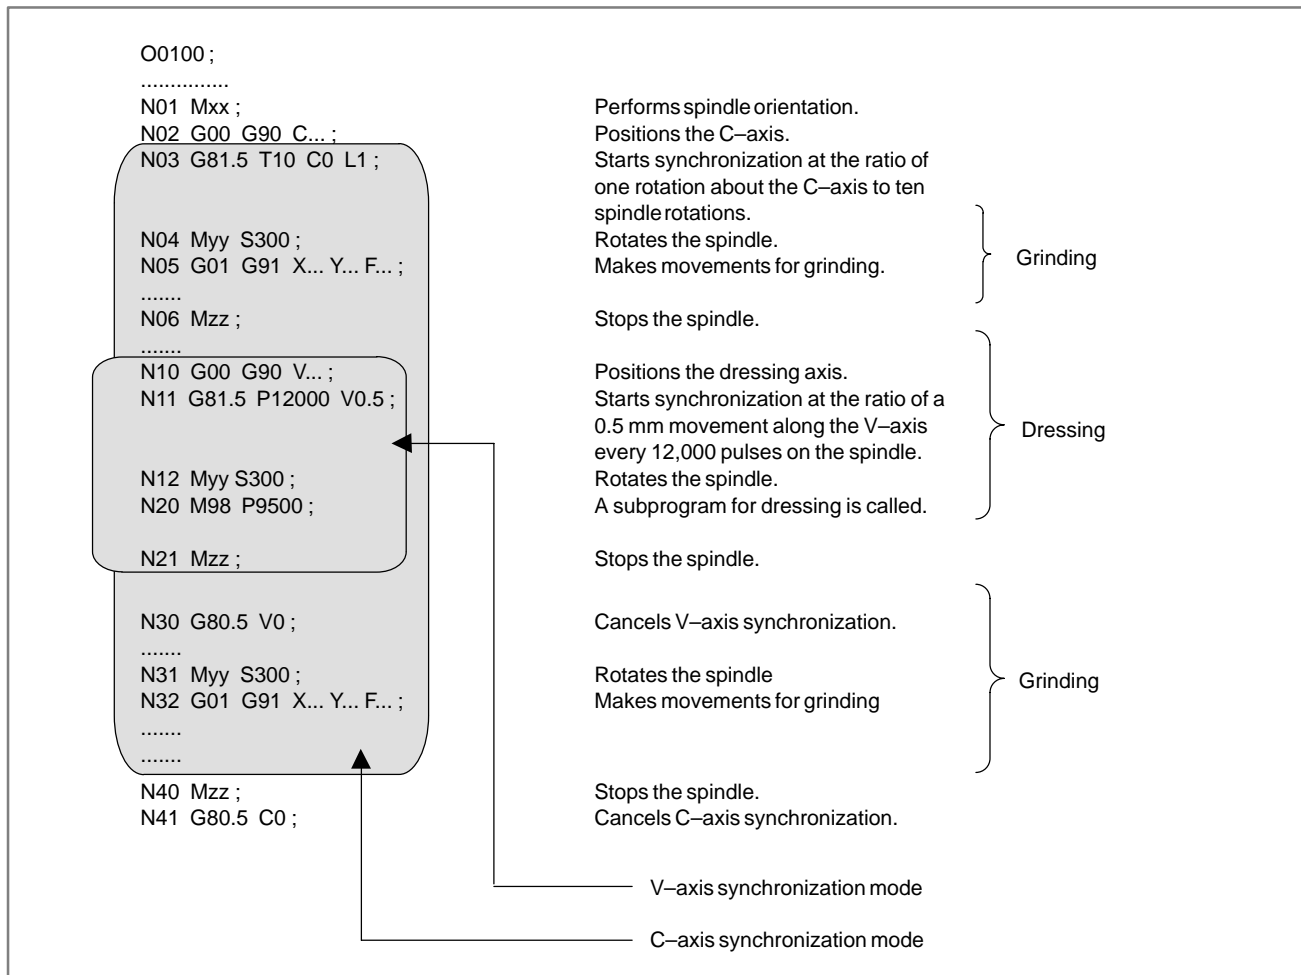 O0100 ;
...............
N01 Mxx ; Performs spindle orientation.
N02 G00 G90 C... ; Positions the C–axis.
N03 G81.5 T10 C0 L1 ; Starts synchronization at the ratio of
one rotation about the C–axis to ten
spindle rotations.
N04 Myy S300 ; Rotates the spindle.
N05 G01 G91 X... Y... F... ; Makes movements for grinding.
Grinding
.......
N06 Mzz ; Stops the spindle.
.......
N10 G00 G90 V... ; Positions the dressing axis.
N11 G81.5 P12000 V0.5 ; Starts synchronization at the ratio of a
0.5 mm movement along the V–axis
Dressing
every 12,000 pulses on the spindle.
N12 Myy S300 ; Rotates the spindle.
N20 M98 P9500 ; A subprogram for dressing is called.
N21 Mzz ; Stops the spindle.
N30 G80.5 V0 ; Cancels V–axis synchronization.
.......
N31 Myy S300 ; Rotates the spindle
Grinding
N32 G01 G91 X... Y... F... ; Makes movements for grinding
.......
.......
N40 Mzz ; Stops the spindle.
N41 G80.5 C0 ; Cancels C–axis synchronization.
V–axis synchronization mode
C–axis synchronization mode